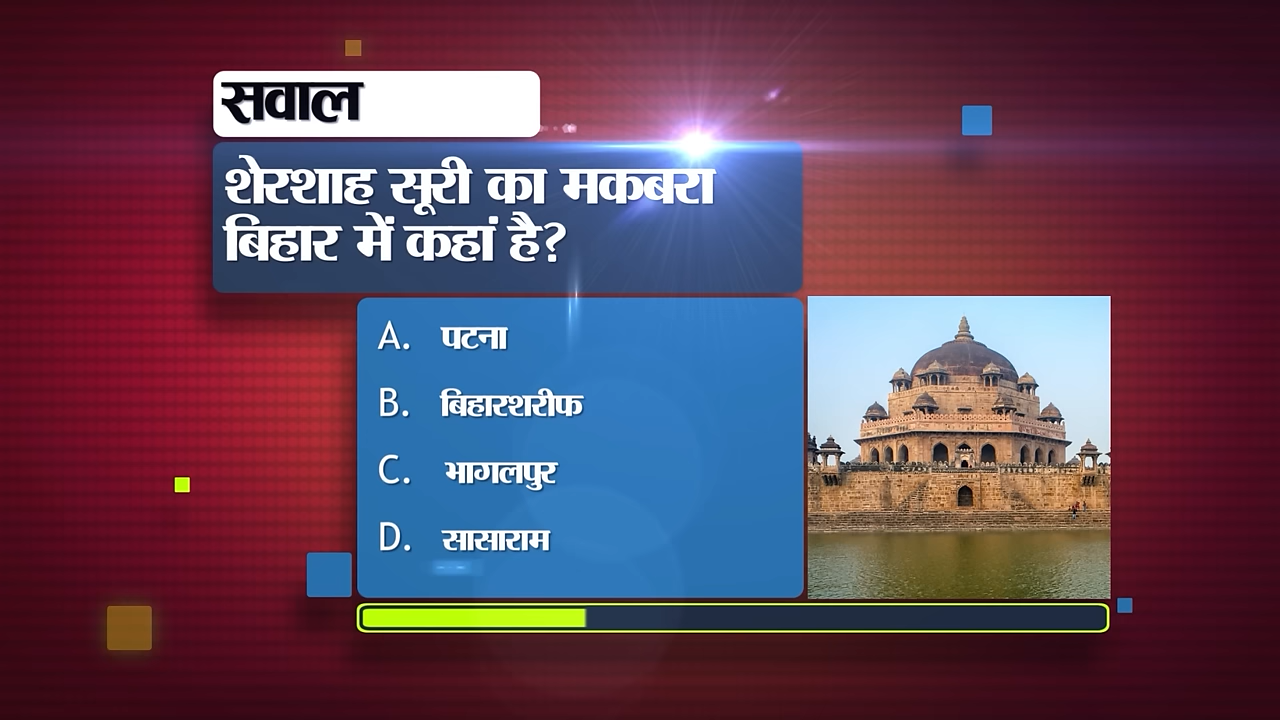 सवाल
शेरशाह सूरी का मकबरा
बिहार में कहां है?
A. पटना
B. बिहारशरीफ
C. भागलपुर
D. सासाराम